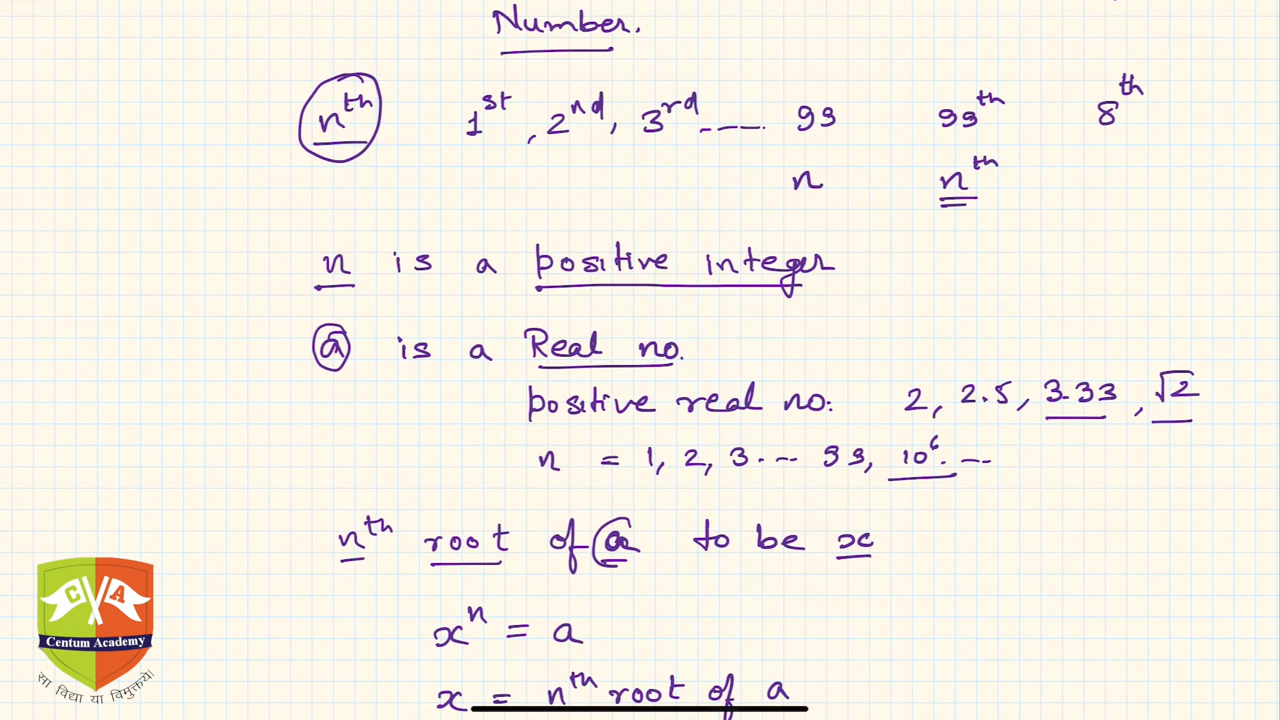 Number.
nᵗʰ 1ˢᵗ, 2ⁿᵈ, 3ʳᵈ ---- 99 99ᵗʰ 8ᵗʰ
n nᵗʰ
n is a positive integer
a is a Real no.
positive real no. 2, 2.5, 3.33, √2
n = 1, 2, 3 .... 99, 10⁶ ---
nᵗʰ root of a to be x
xⁿ = a
x = nᵗʰ root of a
C A
Centum Academy
सा विद्या या विमुक्तये।